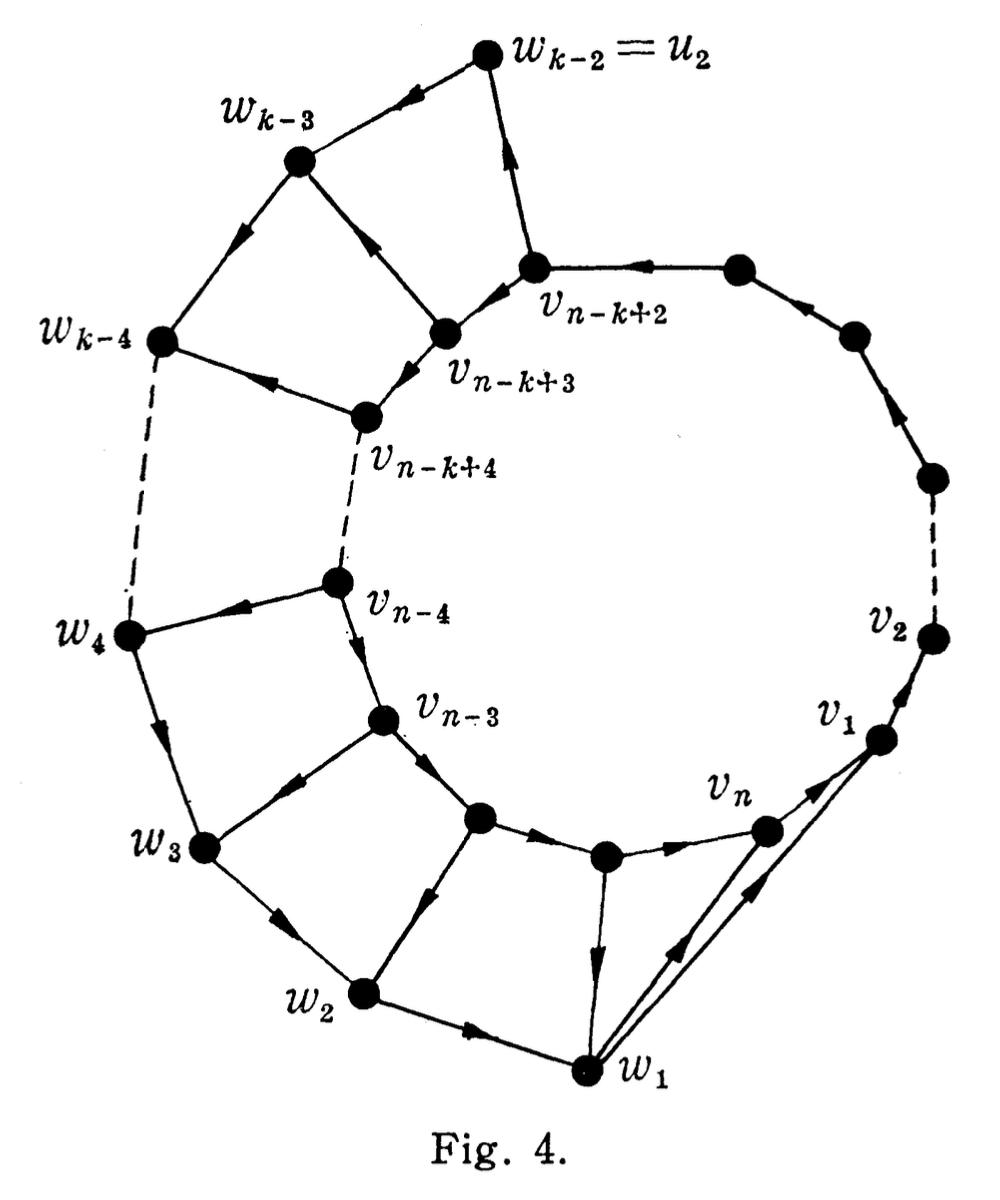 w_{k-2} = u_2
w_{k-3}
w_{k-4}
v_{n-k+2}
v_{n-k+3}
v_{n-k+4}
v_{n-4}
w_4
v_2
v_{n-3}
v_1
v_n
w_3
w_2
w_1
Fig. 4.